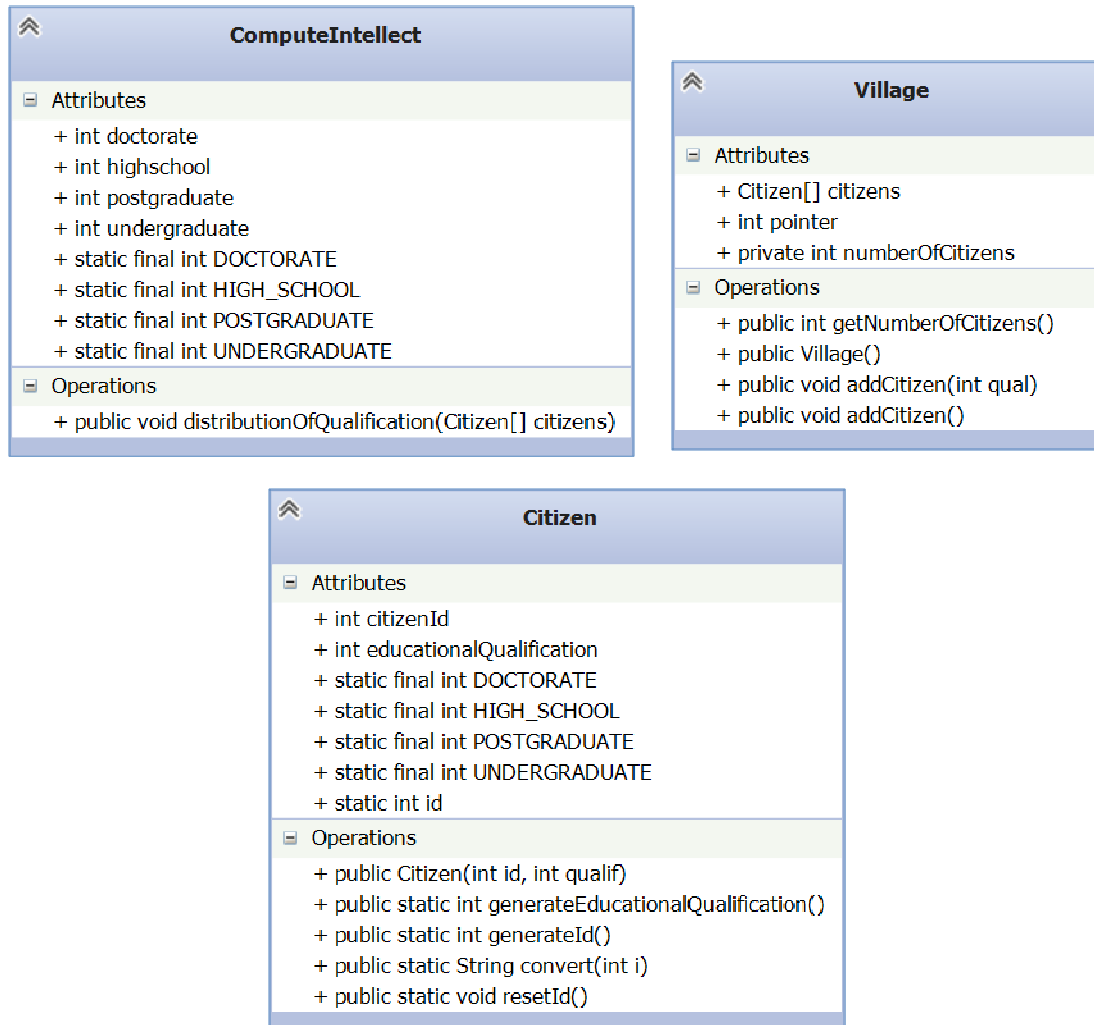 ComputeIntellect
Attributes
+ int doctorate
+ int highschool
+ int postgraduate
+ int undergraduate
+ static final int DOCTORATE
+ static final int HIGH_SCHOOL
+ static final int POSTGRADUATE
+ static final int UNDERGRADUATE
Operations
+ public void distributionOfQualification(Citizen[] citizens)
Village
Attributes
+ Citizen[] citizens
+ int pointer
+ private int numberOfCitizens
Operations
+ public int getNumberOfCitizens()
+ public Village()
+ public void addCitizen(int qual)
+ public void addCitizen()
Citizen
Attributes
+ int citizenId
+ int educationalQualification
+ static final int DOCTORATE
+ static final int HIGH_SCHOOL
+ static final int POSTGRADUATE
+ static final int UNDERGRADUATE
+ static int id
Operations
+ public Citizen(int id, int qualif)
+ public static int generateEducationalQualification()
+ public static int generateId()
+ public static String convert(int i)
+ public static void resetId()